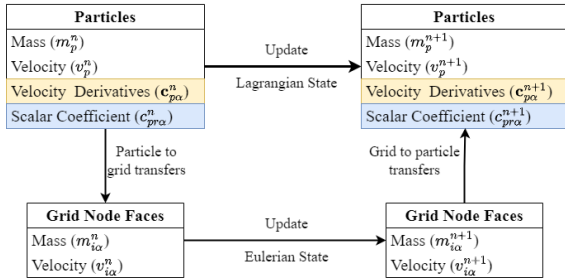 Particles
Mass (m_p^n)
Velocity (v_p^n)
Velocity Derivatives (𝐜_{pα}^n)
Scalar Coefficient (c_{prα}^n)
Update
Lagrangian State
Particles
Mass (m_p^{n+1})
Velocity (v_p^{n+1})
Velocity Derivatives (𝐜_{pα}^{n+1})
Scalar Coefficient (c_{prα}^{n+1})
Particle to
grid transfers
Grid to particle
transfers
Grid Node Faces
Mass (m_{iα}^n)
Velocity (v_{iα}^n)
Update
Eulerian State
Grid Node Faces
Mass (m_{iα}^{n+1})
Velocity (v_{iα}^{n+1})